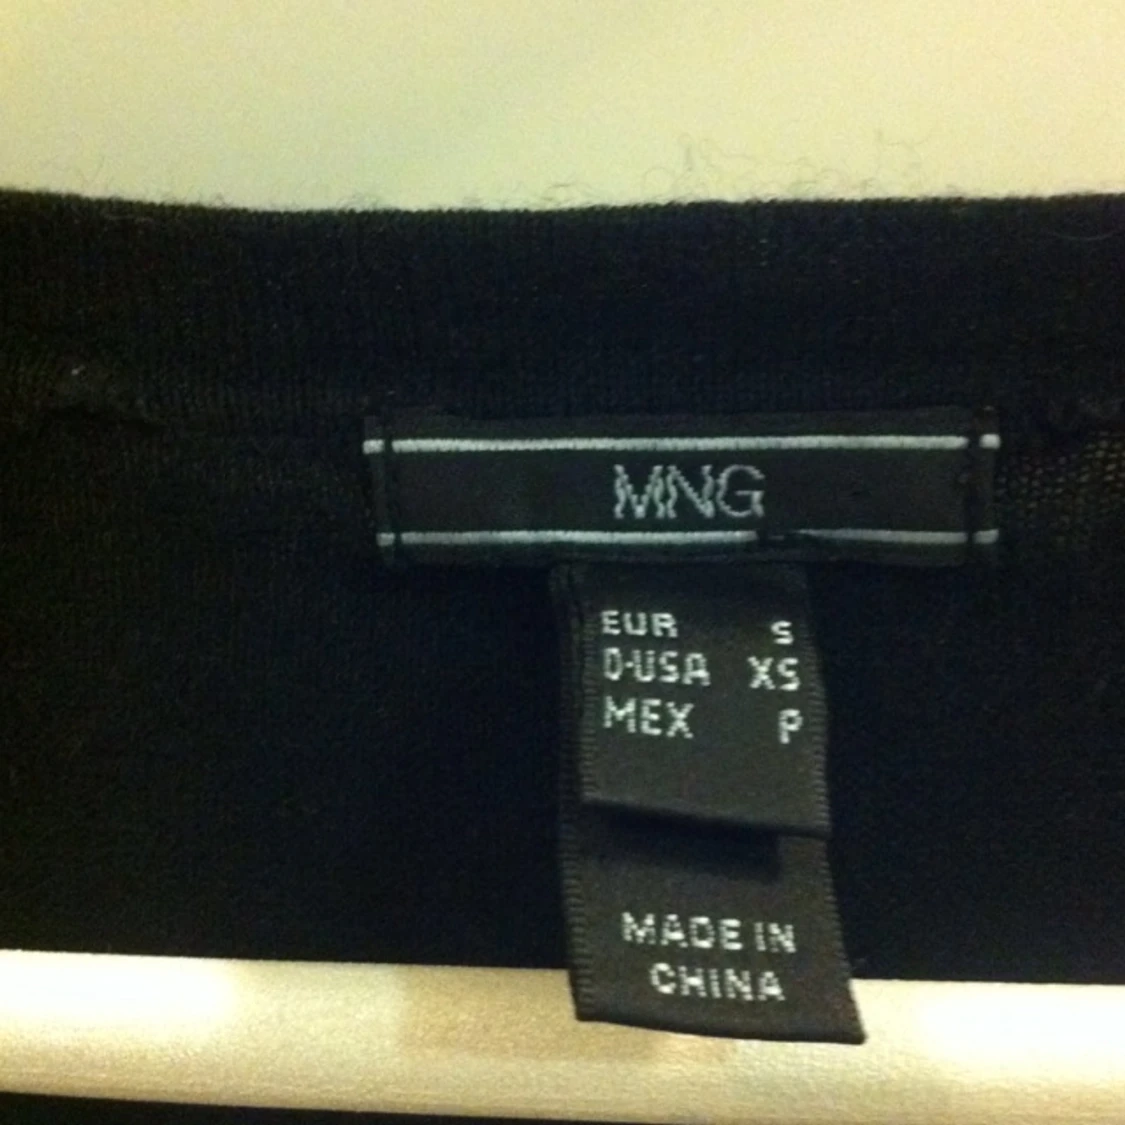 MNG
EUR S
D-USA XS
MEX P
MADE IN
CHINA